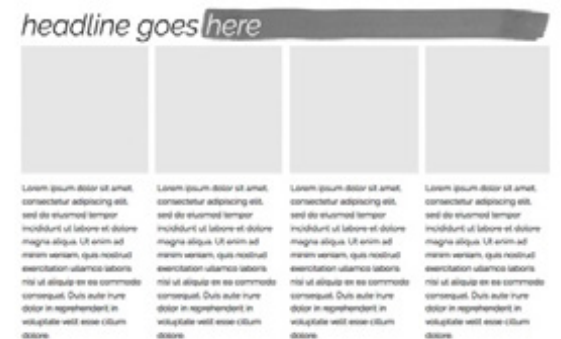 headline goes here
Lorem ipsum dolor sit amet,
consectetur adipiscing elit,
sed do eiusmod tempor
incididunt ut labore et dolore
magna aliqua. Ut enim ad
minim veniam, quis nostrud
exercitation ullamco laboris
nisi ut aliquip ex ea commodo
consequat. Duis aute irure
dolor in reprehenderit in
voluptate velit esse cillum
dolore.
Lorem ipsum dolor sit amet,
consectetur adipiscing elit,
sed do eiusmod tempor
incididunt ut labore et dolore
magna aliqua. Ut enim ad
minim veniam, quis nostrud
exercitation ullamco laboris
nisi ut aliquip ex ea commodo
consequat. Duis aute irure
dolor in reprehenderit in
voluptate velit esse cillum
dolore.
Lorem ipsum dolor sit amet,
consectetur adipiscing elit,
sed do eiusmod tempor
incididunt ut labore et dolore
magna aliqua. Ut enim ad
minim veniam, quis nostrud
exercitation ullamco laboris
nisi ut aliquip ex ea commodo
consequat. Duis aute irure
dolor in reprehenderit in
voluptate velit esse cillum
dolore.
Lorem ipsum dolor sit amet,
consectetur adipiscing elit,
sed do eiusmod tempor
incididunt ut labore et dolore
magna aliqua. Ut enim ad
minim veniam, quis nostrud
exercitation ullamco laboris
nisi ut aliquip ex ea commodo
consequat. Duis aute irure
dolor in reprehenderit in
voluptate velit esse cillum
dolore.